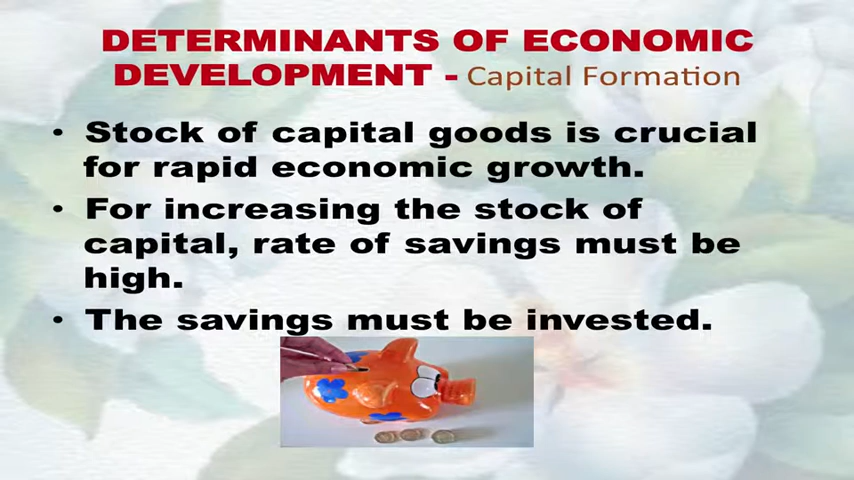 DETERMINANTS OF ECONOMIC
DEVELOPMENT - Capital Formation
• Stock of capital goods is crucial
for rapid economic growth.
• For increasing the stock of
capital, rate of savings must be
high.
• The savings must be invested.